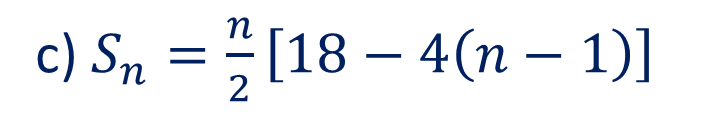 c) Sₙ = n/2 [18 − 4(n − 1)]